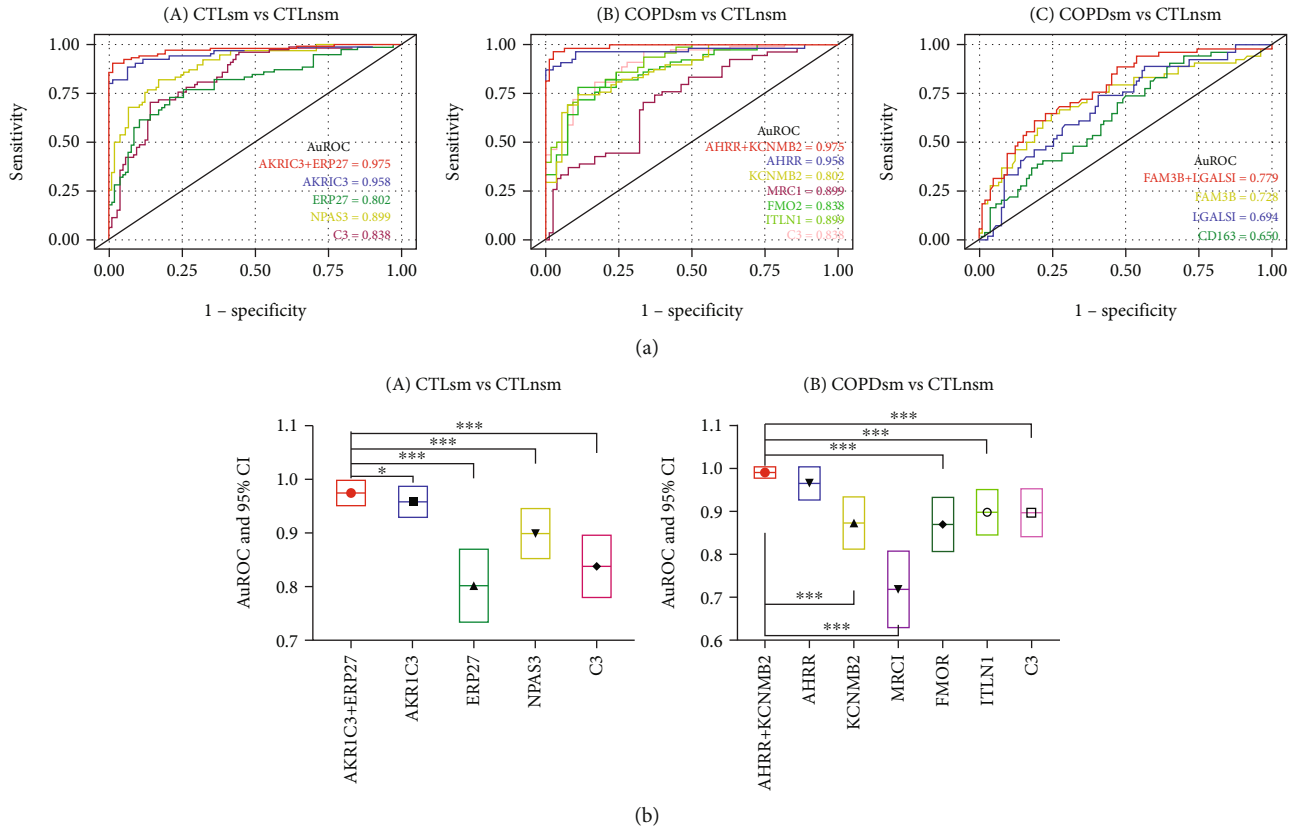 (A) CTLsm vs CTLnsm
(B) COPDsm vs CTLnsm
(C) COPDsm vs CTLnsm
Sensitivity
1.00
0.75
0.50
0.25
0.00
AuROC
AKRIC3+ERP27 = 0.975
AKRIC3 = 0.958
ERP27 = 0.802
NPAS3 = 0.899
C3 = 0.838
0.00 0.25 0.50 0.75 1.00
1 – specificity
Sensitivity
1.00
0.75
0.50
0.25
0.00
AuROC
AHRR+KCNMB2 = 0.975
AHRR = 0.958
KCNMB2 = 0.802
MRC1 = 0.899
FMO2 = 0.838
ITLN1 = 0.899
C3 = 0.838
0.00 0.25 0.50 0.75 1.00
1 – specificity
Sensitivity
1.00
0.75
0.50
0.25
0.00
AuROC
FAM3B+LGALSI = 0.779
FAM3B = 0.728
LGALSI = 0.694
CD163 = 0.650
0.00 0.25 0.50 0.75 1.00
1 – specificity
(a)
(A) CTLsm vs CTLnsm
AuROC and 95% CI
1.1
1.0
0.9
0.8
0.7
***
***
***
*
AKR1C3+ERP27
AKR1C3
ERP27
NPAS3
C3
(B) COPDsm vs CTLnsm
AuROC and 95% CI
1.1
1.0
0.9
0.8
0.7
0.6
***
***
***
***
***
AHRR+KCNMB2
AHRR
KCNMB2
MRCI
FMOR
ITLN1
C3
(b)